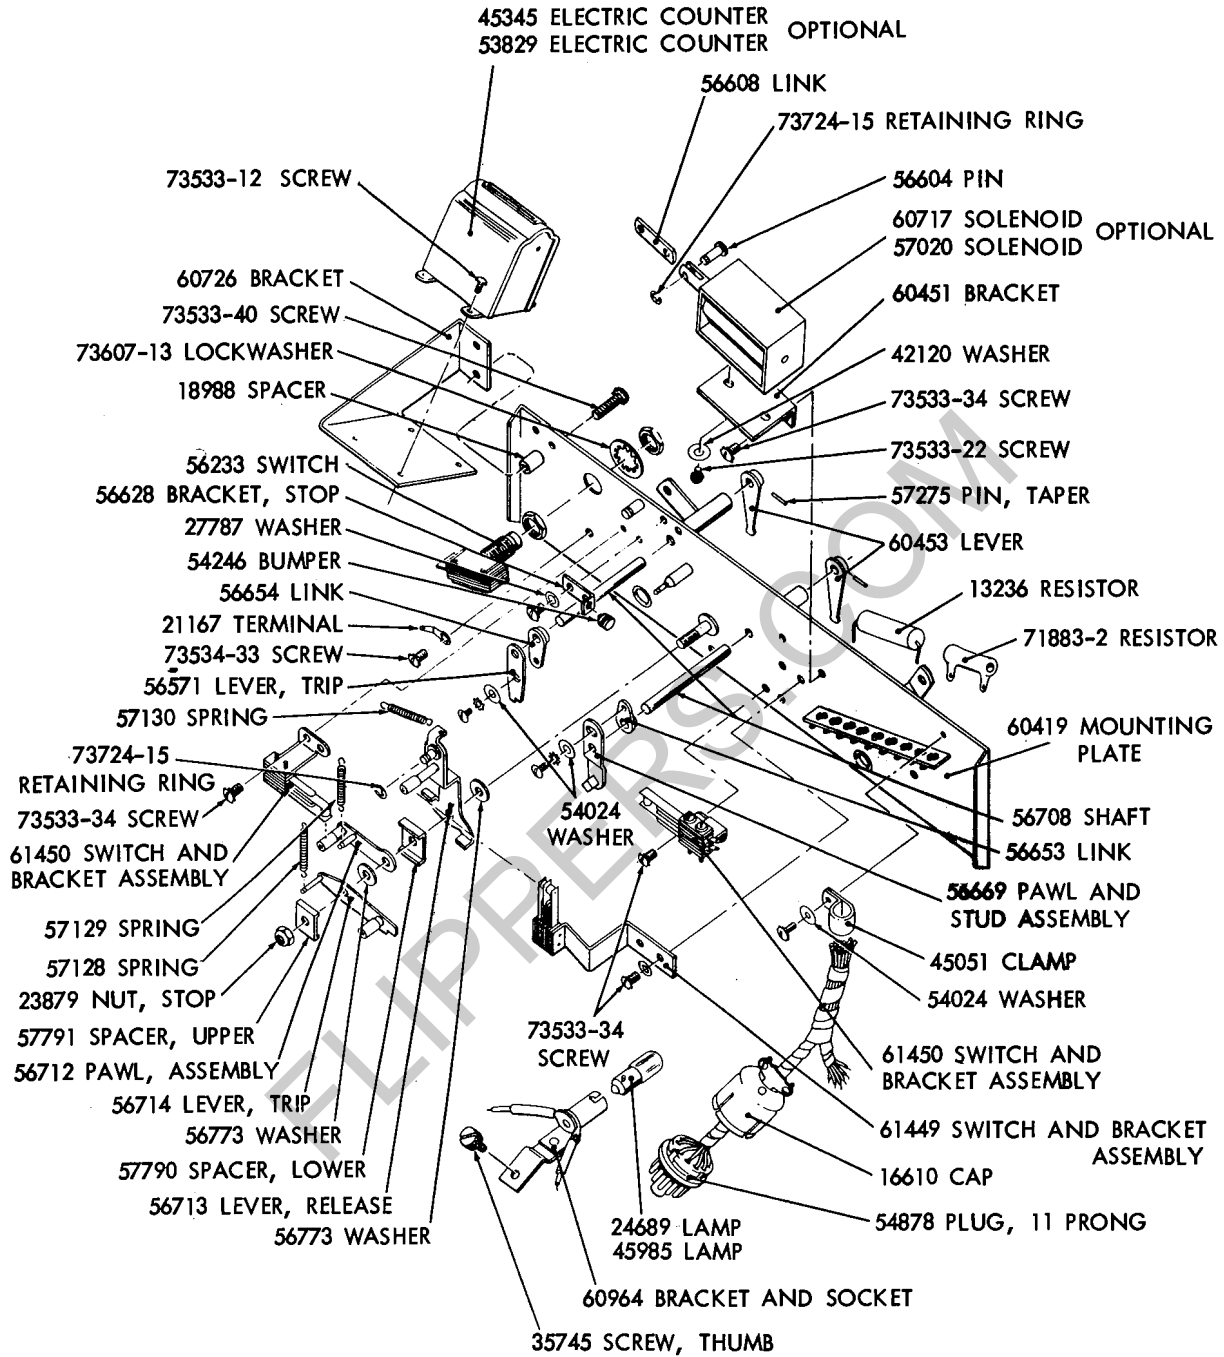 45345 ELECTRIC COUNTER
53829 ELECTRIC COUNTER
OPTIONAL
56608 LINK
73724-15 RETAINING RING
73533-12 SCREW
56604 PIN
60717 SOLENOID
57020 SOLENOID
OPTIONAL
60726 BRACKET
60451 BRACKET
73533-40 SCREW
73607-13 LOCKWASHER
42120 WASHER
18988 SPACER
73533-34 SCREW
56233 SWITCH
73533-22 SCREW
56628 BRACKET, STOP
57275 PIN, TAPER
27787 WASHER
60453 LEVER
54246 BUMPER
56654 LINK
13236 RESISTOR
21167 TERMINAL
71883-2 RESISTOR
73534-33 SCREW
56571 LEVER, TRIP
57130 SPRING
60419 MOUNTING
PLATE
73724-15
RETAINING RING
54024
WASHER
73533-34 SCREW
56708 SHAFT
61450 SWITCH AND
BRACKET ASSEMBLY
56653 LINK
56669 PAWL AND
STUD ASSEMBLY
57129 SPRING
57128 SPRING
45051 CLAMP
23879 NUT, STOP
54024 WASHER
57791 SPACER, UPPER
73533-34
SCREW
56712 PAWL, ASSEMBLY
61450 SWITCH AND
BRACKET ASSEMBLY
56714 LEVER, TRIP
56773 WASHER
61449 SWITCH AND BRACKET
ASSEMBLY
57790 SPACER, LOWER
16610 CAP
56713 LEVER, RELEASE
56773 WASHER
24689 LAMP
45985 LAMP
54878 PLUG, 11 PRONG
60964 BRACKET AND SOCKET
35745 SCREW, THUMB
FLIPPERS.COM